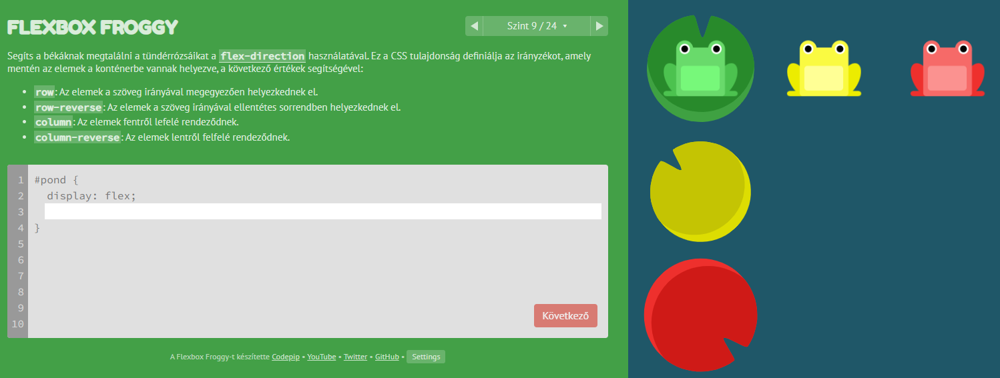 FLEXBOX FROGGY
Szint 9 / 24
Segíts a békáknak megtalálni a tündérrózsáikat a flex-direction használatával. Ez a CSS tulajdonság definiálja az irányzékot, amely
mentén az elemek a konténerbe vannak helyezve, a következő értékek segítségével:
• row: Az elemek a szöveg irányával megegyezően helyezkednek el.
• row-reverse: Az elemek a szöveg irányával ellentétes sorrendben helyezkednek el.
• column: Az elemek fentről lefelé rendeződnek.
• column-reverse: Az elemek lentről felfelé rendeződnek.
1 #pond {
2 display: flex;
3
4 }
5
6
7
8
9
10
Következő
A Flexbox Froggy-t készítette Codepip • YouTube • Twitter • GitHub • Settings